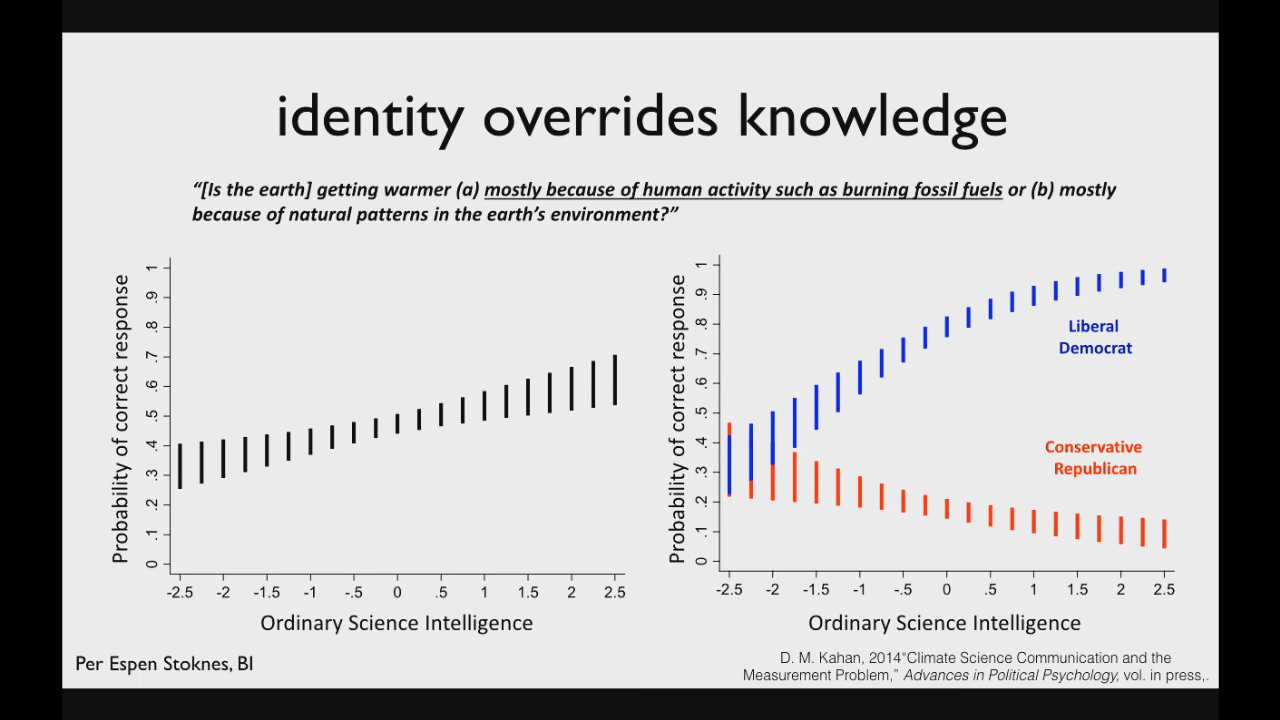 identity overrides knowledge
“[Is the earth] getting warmer (a) mostly because of human activity such as burning fossil fuels or (b) mostly
because of natural patterns in the earth’s environment?”
Probability of correct response
1
.9
.8
.7
.6
.5
.4
.3
.2
.1
0
-2.5 -2 -1.5 -1 -.5 0 .5 1 1.5 2 2.5
Ordinary Science Intelligence
Probability of correct response
1
.9
.8
.7
.6
.5
.4
.3
.2
.1
0
Liberal
Democrat
Conservative
Republican
-2.5 -2 -1.5 -1 -.5 0 .5 1 1.5 2 2.5
Ordinary Science Intelligence
Per Espen Stoknes, BI
D. M. Kahan, 2014“Climate Science Communication and the
Measurement Problem,” Advances in Political Psychology, vol. in press,.